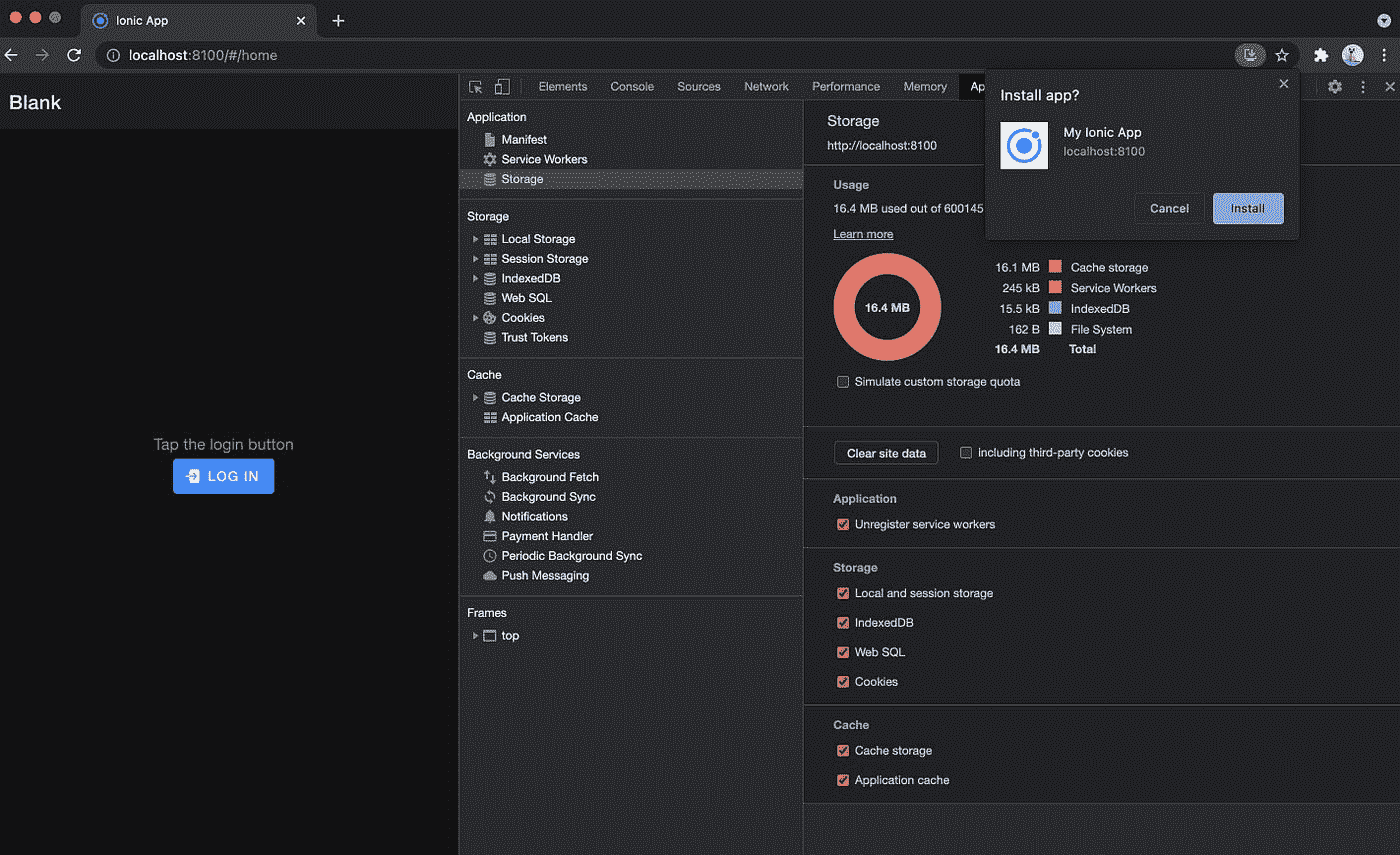 Ionic App
localhost:8100/#/home
Blank
Tap the login button
LOG IN
Elements Console Sources Network Performance Memory Ap
Application
Manifest
Service Workers
Storage
Storage
Local Storage
Session Storage
IndexedDB
Web SQL
Cookies
Trust Tokens
Cache
Cache Storage
Application Cache
Background Services
Background Fetch
Background Sync
Notifications
Payment Handler
Periodic Background Sync
Push Messaging
Frames
top
Storage
http://localhost:8100
Usage
16.4 MB used out of 600145
Learn more
16.4 MB
16.1 MB Cache storage
245 kB Service Workers
15.5 kB IndexedDB
162 B File System
16.4 MB Total
Simulate custom storage quota
Clear site data including third-party cookies
Application
Unregister service workers
Storage
Local and session storage
IndexedDB
Web SQL
Cookies
Cache
Cache storage
Application cache
Install app?
My Ionic App
localhost:8100
Cancel Install